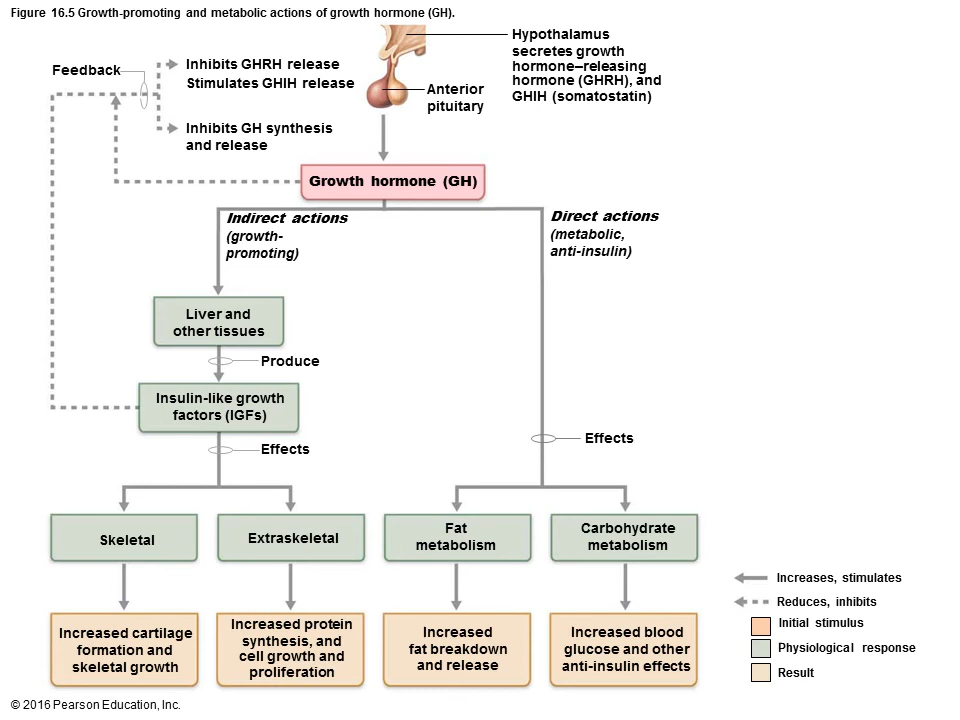 Figure 16.5 Growth-promoting and metabolic actions of growth hormone (GH).
Hypothalamus
secretes growth
hormone–releasing
hormone (GHRH), and
GHIH (somatostatin)
Feedback
Inhibits GHRH release
Stimulates GHIH release
Anterior
pituitary
Inhibits GH synthesis
and release
Growth hormone (GH)
Indirect actions
(growth-
promoting)
Direct actions
(metabolic,
anti-insulin)
Liver and
other tissues
Produce
Insulin-like growth
factors (IGFs)
Effects
Effects
Skeletal
Extraskeletal
Fat
metabolism
Carbohydrate
metabolism
Increased cartilage
formation and
skeletal growth
Increased protein
synthesis, and
cell growth and
proliferation
Increased
fat breakdown
and release
Increased blood
glucose and other
anti-insulin effects
Increases, stimulates
Reduces, inhibits
Initial stimulus
Physiological response
Result
© 2016 Pearson Education, Inc.